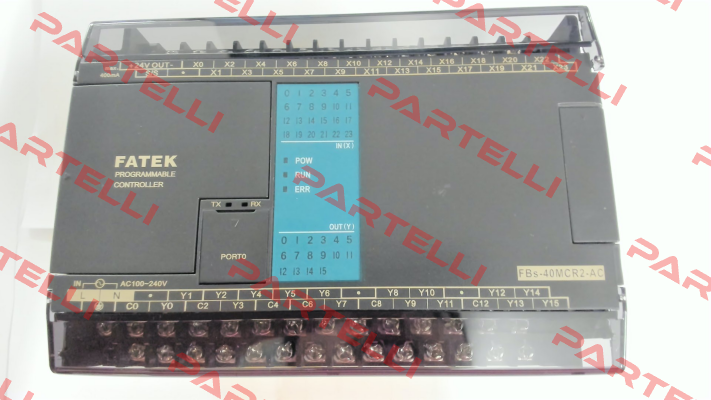 PARTELLI
+24V OUT-
X0 X2 X4 X6 X8 X10 X12 X14 X16 X18 X20
400mA S/S X1 X3 X5 X7 X9 X11 X13 X15 X17 X19 X21
0 1 2 3 4 5
6 7 8 9 10 11
12 13 14 15 16 17
18 19 20 21 22 23
IN(X)
FATEK
PROGRAMMABLE
CONTROLLER
POW
RUN
ERR
TX RX
PORT0
OUT(Y)
0 1 2 3 4 5
6 7 8 9 10 11
12 13 14 15
FBs-40MCR2-AC
IN AC100~240V
L N Y1 Y2 Y4 Y5 Y6 Y8 Y10 Y12 Y14
C0 Y0 C2 Y3 C4 C6 Y7 C8 Y9 Y11 C12 Y13 Y15